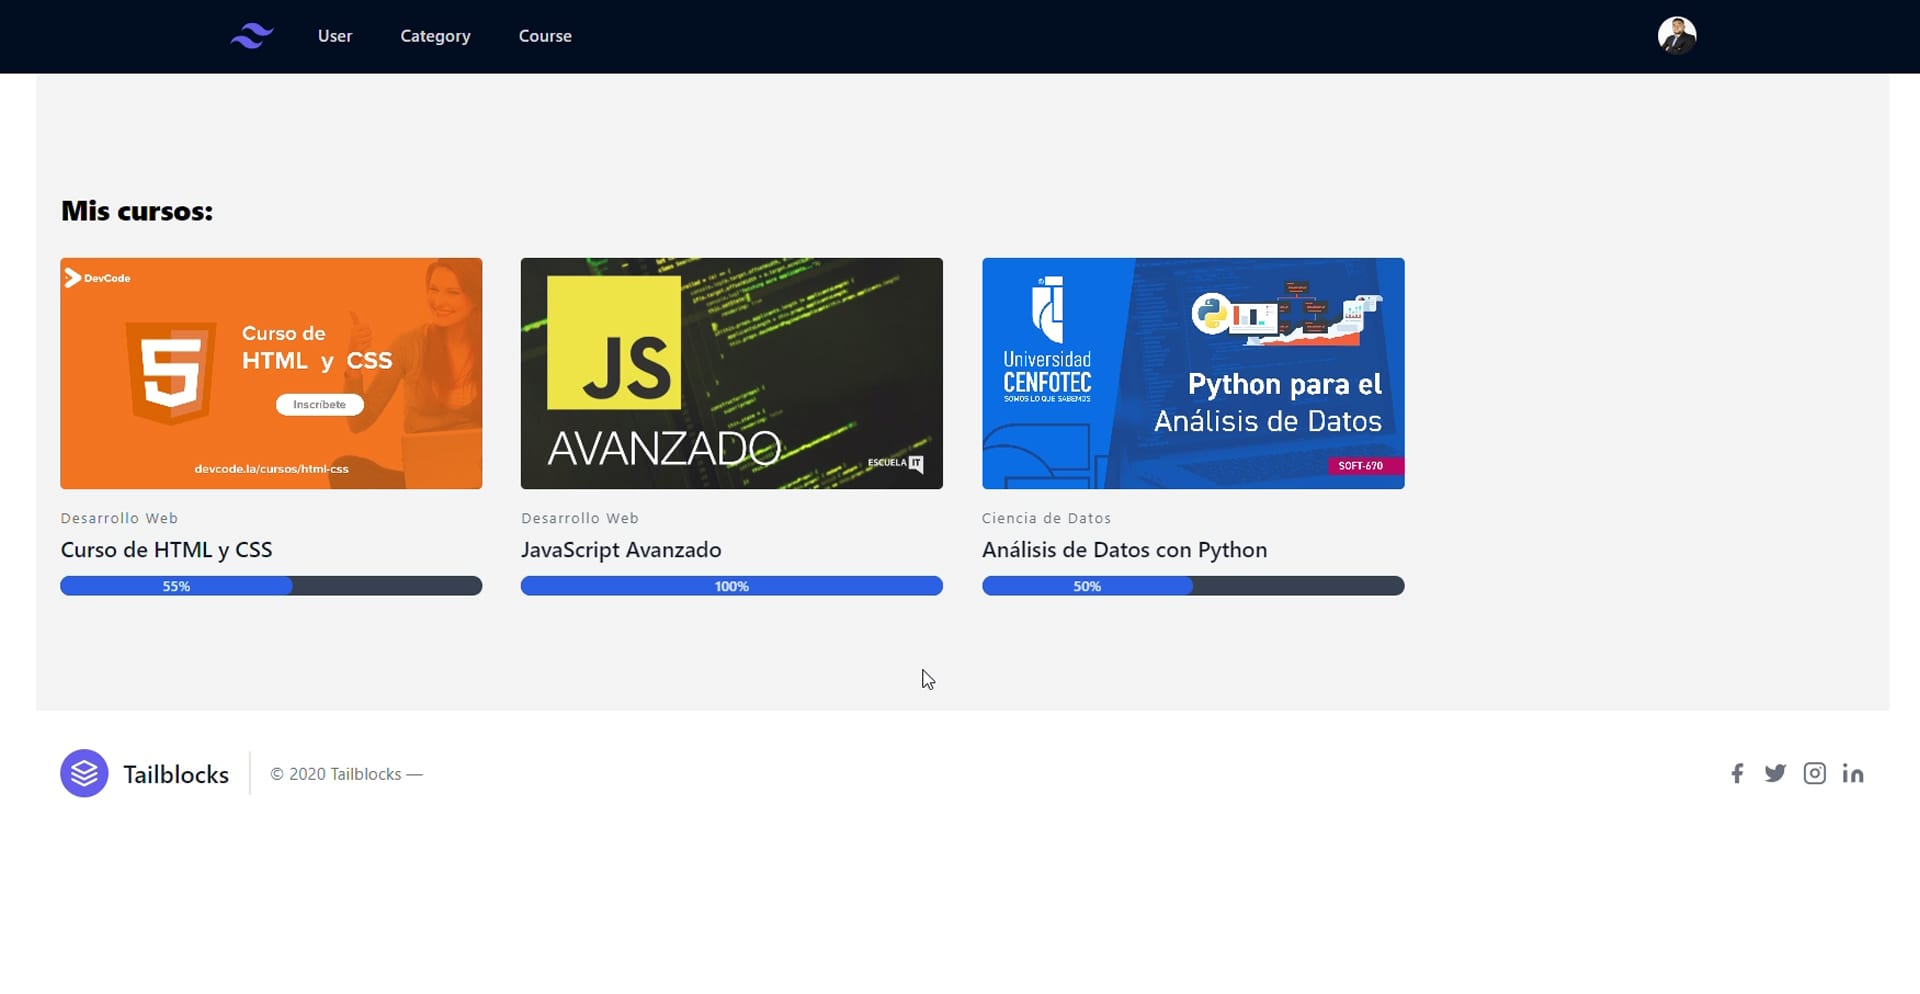 User Category Course
Mis cursos:
DevCode
Curso de
HTML y CSS
Inscríbete
devcode.la/cursos/html-css
JS
AVANZADO
ESCUELA IT
Universidad
CENFOTEC
SOMOS LO QUE SABEMOS
Python para el
Análisis de Datos
SOFT-670
Desarrollo Web
Curso de HTML y CSS
55%
Desarrollo Web
JavaScript Avanzado
100%
Ciencia de Datos
Análisis de Datos con Python
50%
Tailblocks
© 2020 Tailblocks —